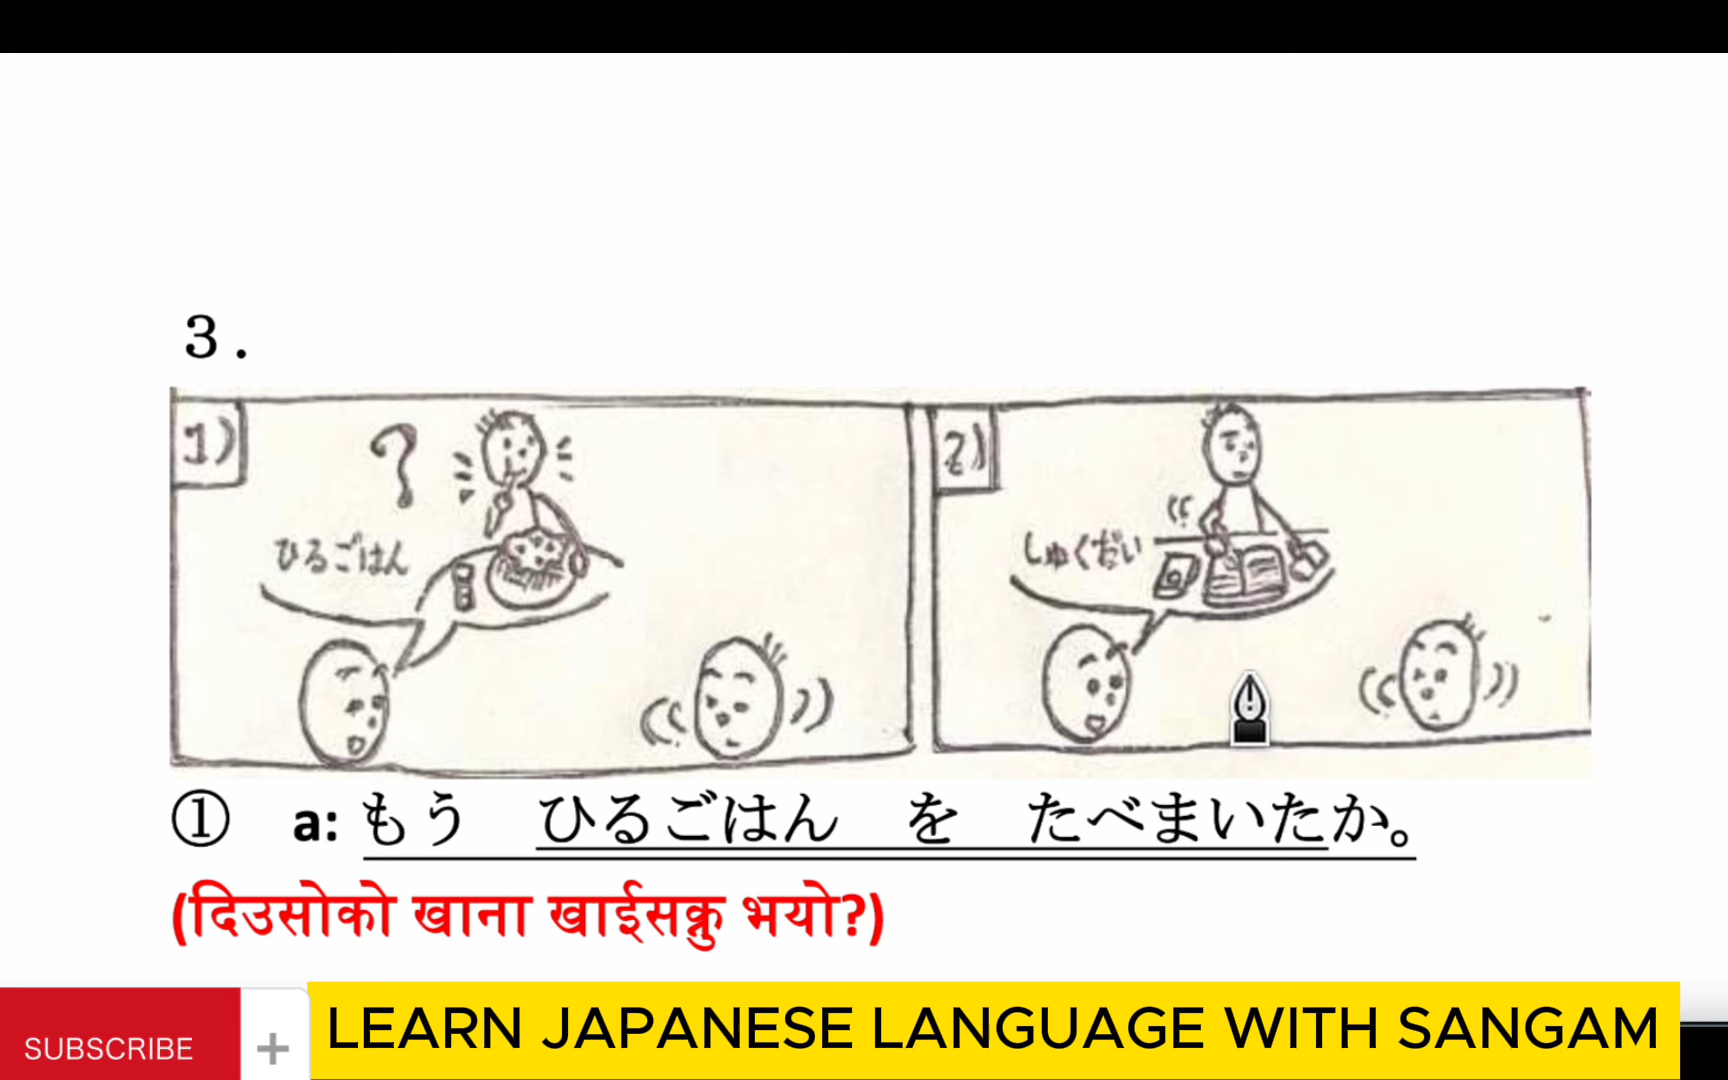 ３.
1)
?
ひるごはん
2)
しゅくだい
① a: もう ひるごはん を たべまいたか。
(दिउसोको खाना खाईसक्नु भयो?)
SUBSCRIBE +
LEARN JAPANESE LANGUAGE WITH SANGAM